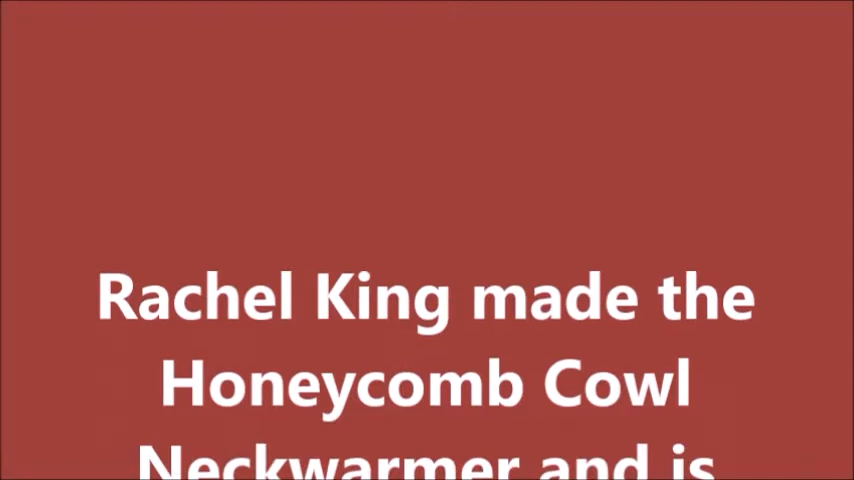 Rachel King made the
Honeycomb Cowl
Neckwarmer and is